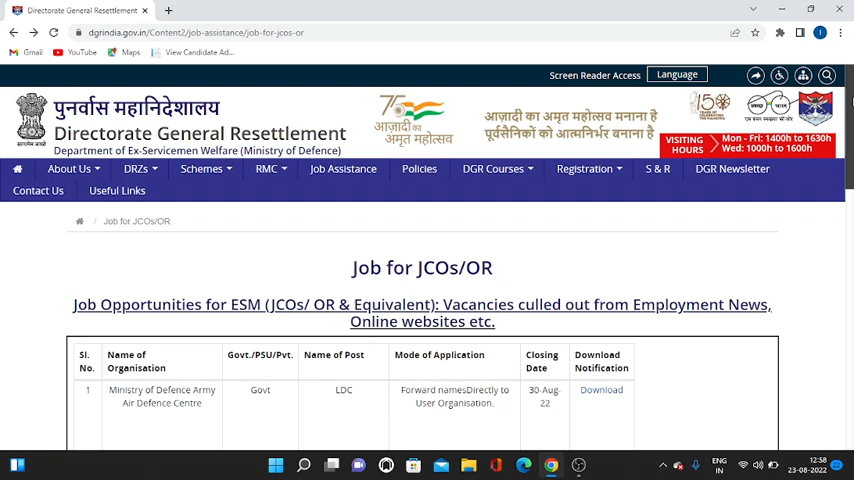 Directorate General Resettlement
dgrindia.gov.in/Content2/job-assistance/job-for-jcos-or
Gmail YouTube Maps View Candidate Ad...
Screen Reader Access Language
पुनर्वास महानिदेशालय
Directorate General Resettlement
Department of Ex-Servicemen Welfare (Ministry of Defence)
75
आज़ादी का
अमृत महोत्सव
आज़ादी का अमृत महोत्सव मनाना है
पूर्वसैनिकों को आत्मनिर्भर बनाना है
150
VISITING
HOURS
Mon - Fri: 1400h to 1630h
Wed: 1000h to 1600h
About Us DRZs Schemes RMC Job Assistance Policies DGR Courses Registration S & R DGR Newsletter
Contact Us Useful Links
/ Job for JCOs/OR
Job for JCOs/OR
Job Opportunities for ESM (JCOs/ OR & Equivalent): Vacancies culled out from Employment News,
Online websites etc.
Sl. No. Name of Organisation Govt./PSU/Pvt. Name of Post Mode of Application Closing Date Download Notification
1 Ministry of Defence Army Air Defence Centre Govt LDC Forward namesDirectly to User Organisation. 30-Aug-22 Download
ENG
IN
12:58
23-08-2022